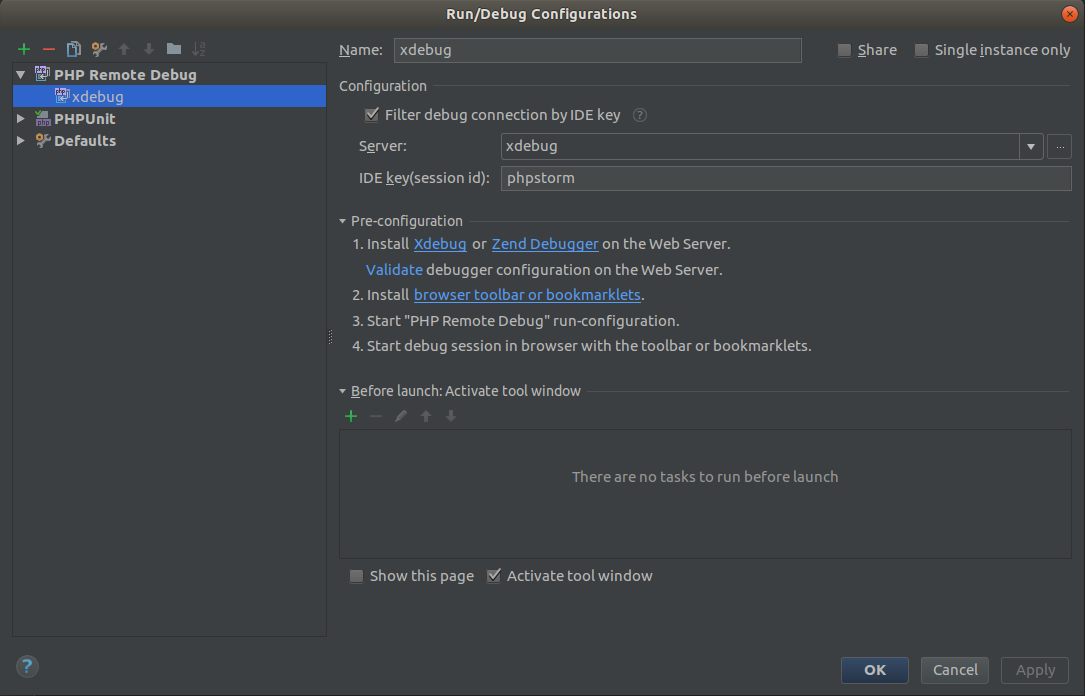 Run/Debug Configurations
Name: xdebug
Share
Single instance only
PHP Remote Debug
xdebug
PHPUnit
Defaults
Configuration
Filter debug connection by IDE key ?
Server: xdebug ...
IDE key(session id): phpstorm
Pre-configuration
1. Install Xdebug or Zend Debugger on the Web Server.
Validate debugger configuration on the Web Server.
2. Install browser toolbar or bookmarklets.
3. Start "PHP Remote Debug" run-configuration.
4. Start debug session in browser with the toolbar or bookmarklets.
Before launch: Activate tool window
There are no tasks to run before launch
Show this page
Activate tool window
?
OK
Cancel
Apply